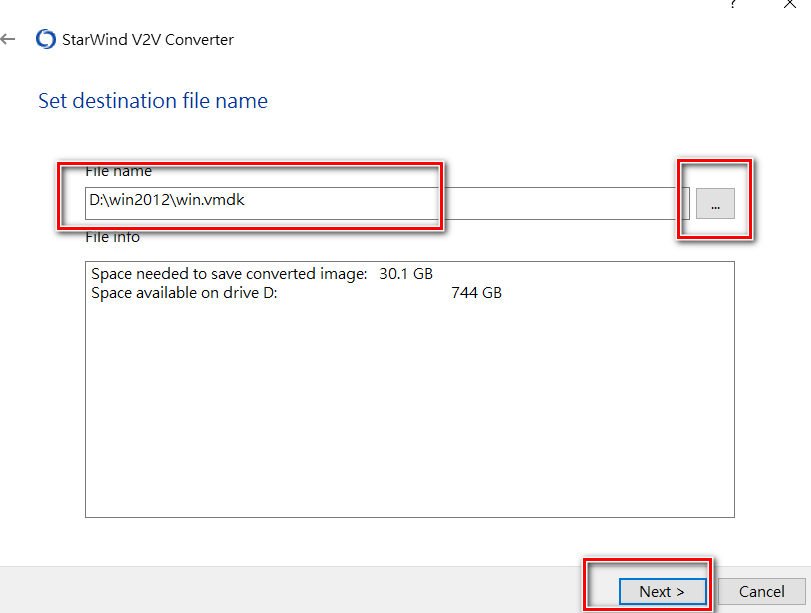 ?
StarWind V2V Converter
Set destination file name
File name
D:\win2012\win.vmdk
...
File info
Space needed to save converted image: 30.1 GB
Space available on drive D: 744 GB
Next >
Cancel